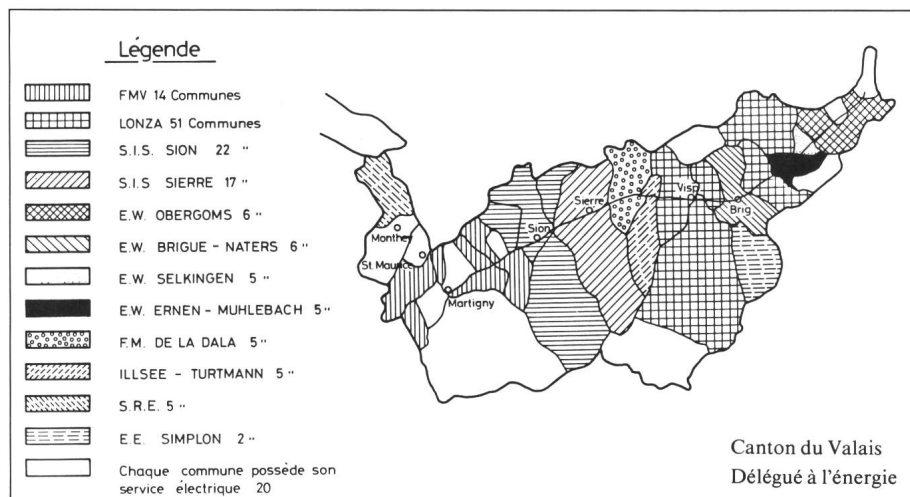 Légende
FMV 14 Communes
LONZA 51 Communes
S.I.S. SION 22 "
S.I.S SIERRE 17 "
E.W. OBERGOMS 6 "
E.W. BRIGUE - NATERS 6 "
E.W. SELKINGEN 5 "
E.W. ERNEN - MUHLEBACH 5 "
F.M. DE LA DALA 5 "
ILLSEE - TURTMANN 5 "
S.R.E. 5 "
E.E. SIMPLON 2 "
Chaque commune possède son
service électrique 20
Monthey
St. Maurice
Martigny
Sion
Sierre
Visp
Brig
Canton du Valais
Délégué à l'énergie